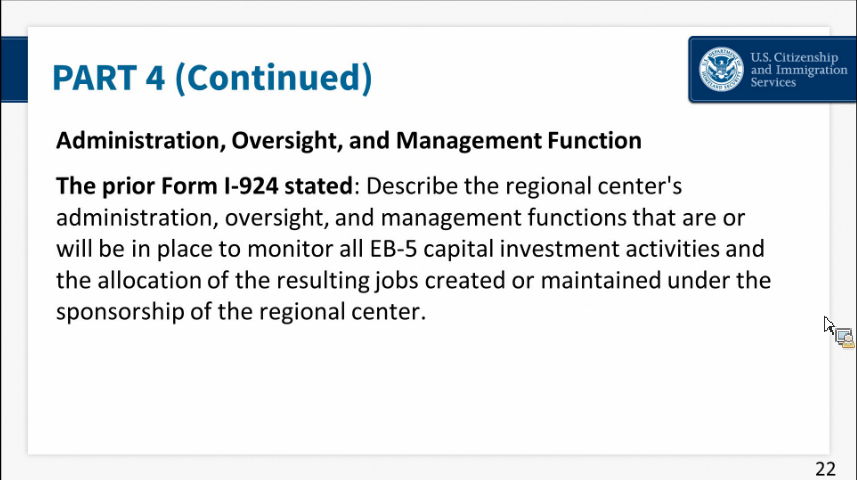 PART 4 (Continued)
U.S. Citizenship
and Immigration
Services
Administration, Oversight, and Management Function
The prior Form I-924 stated: Describe the regional center's
administration, oversight, and management functions that are or
will be in place to monitor all EB-5 capital investment activities and
the allocation of the resulting jobs created or maintained under the
sponsorship of the regional center.
22